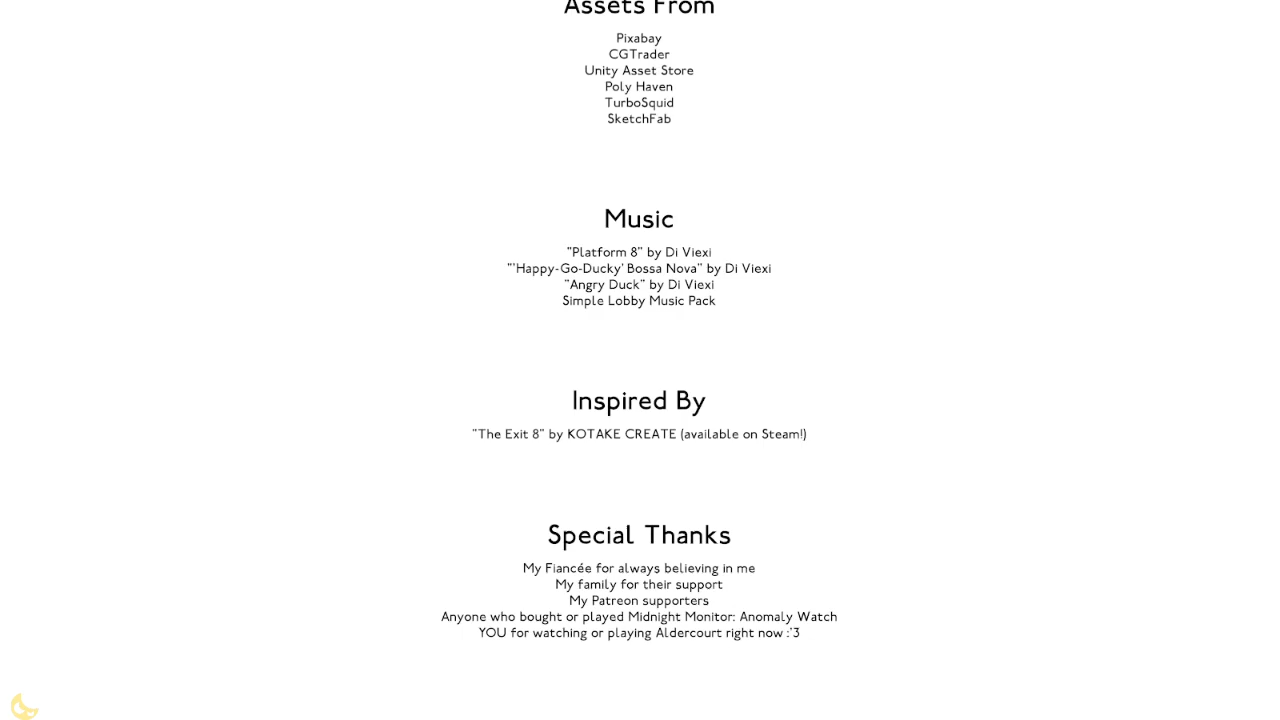 Assets From
Pixabay
CGTrader
Unity Asset Store
Poly Haven
TurboSquid
SketchFab
Music
"Platform 8" by Di Viexi
"'Happy-Go-Ducky' Bossa Nova" by Di Viexi
"Angry Duck" by Di Viexi
Simple Lobby Music Pack
Inspired By
"The Exit 8" by KOTAKE CREATE (available on Steam!)
Special Thanks
My Fiancée for always believing in me
My family for their support
My Patreon supporters
Anyone who bought or played Midnight Monitor: Anomaly Watch
YOU for watching or playing Aldercourt right now :'3